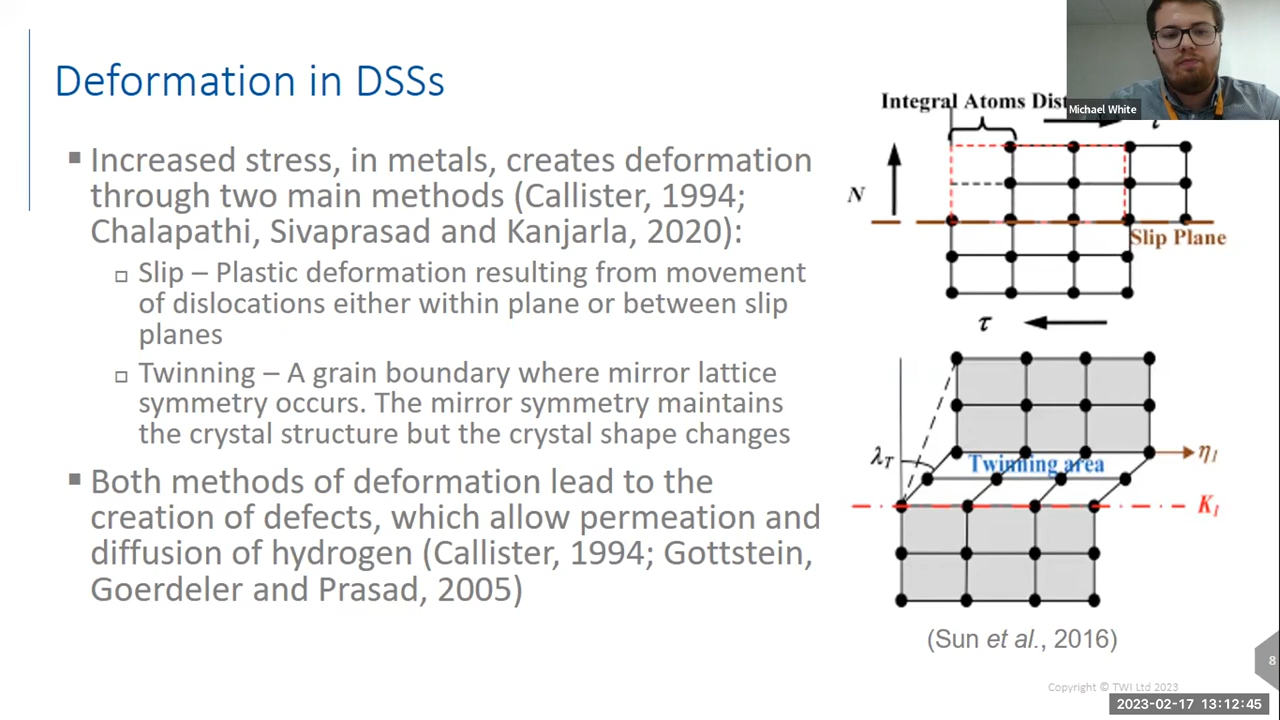 Deformation in DSSs
▪ Increased stress, in metals, creates deformation
through two main methods (Callister, 1994;
Chalapathi, Sivaprasad and Kanjarla, 2020):
▫ Slip – Plastic deformation resulting from movement
of dislocations either within plane or between slip
planes
▫ Twinning – A grain boundary where mirror lattice
symmetry occurs. The mirror symmetry maintains
the crystal structure but the crystal shape changes
▪ Both methods of deformation lead to the
creation of defects, which allow permeation and
diffusion of hydrogen (Callister, 1994; Gottstein,
Goerdeler and Prasad, 2005)
Michael White
Integral Atoms
N
Slip Plane
τ
λT
Twinning area
η1
K1
(Sun et al., 2016)
8
Copyright © TWI Ltd 2023
2023-02-17 13:12:45